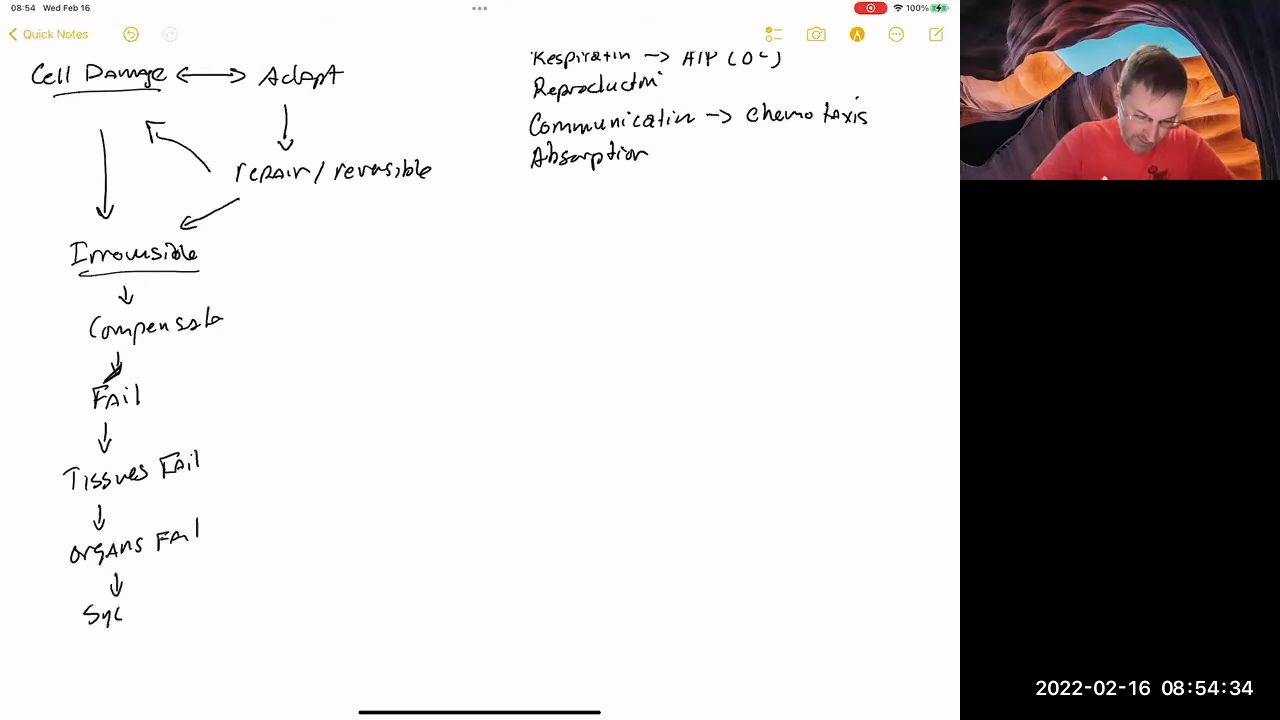 08:54 Wed Feb 16
100%
Quick Notes
Cell Damage ↔ Adapt
repair/reversible
Irreversible
Compensate
Fail
Tissues Fail
Organs Fail
Sys
Respiration → ATP (O2)
Reproduction
Communication → Chemotaxis
Absorption
2022-02-16 08:54:34